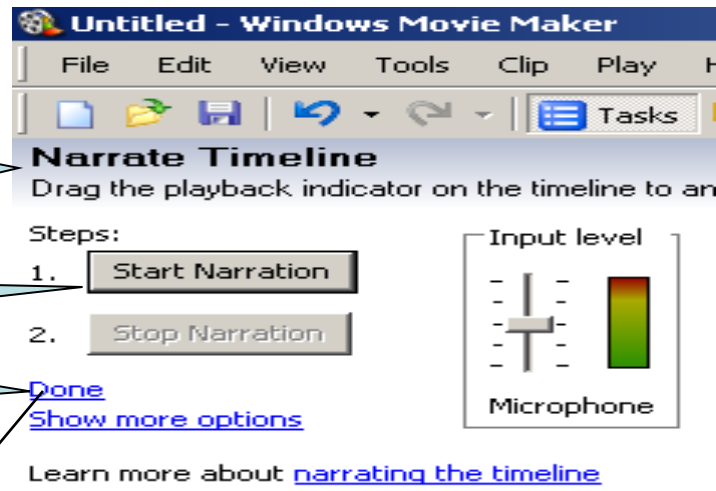 Untitled - Windows Movie Maker
File Edit View Tools Clip Play H
Tasks
Narrate Timeline
Drag the playback indicator on the timeline to an
Steps:
1. Start Narration
2. Stop Narration
Done
Show more options
Input level
Microphone
Learn more about narrating the timeline